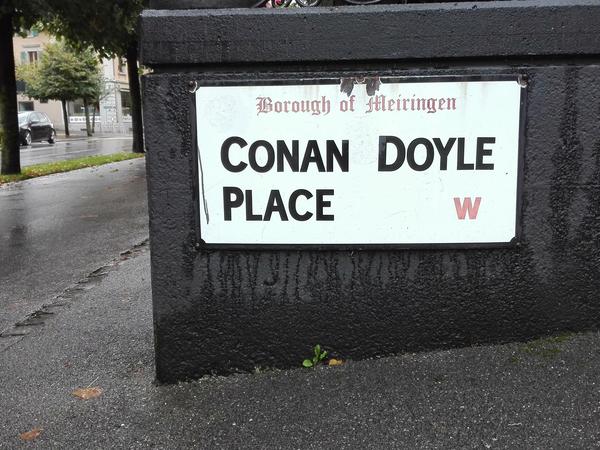 Borough of Meiringen
CONAN DOYLE
PLACE W